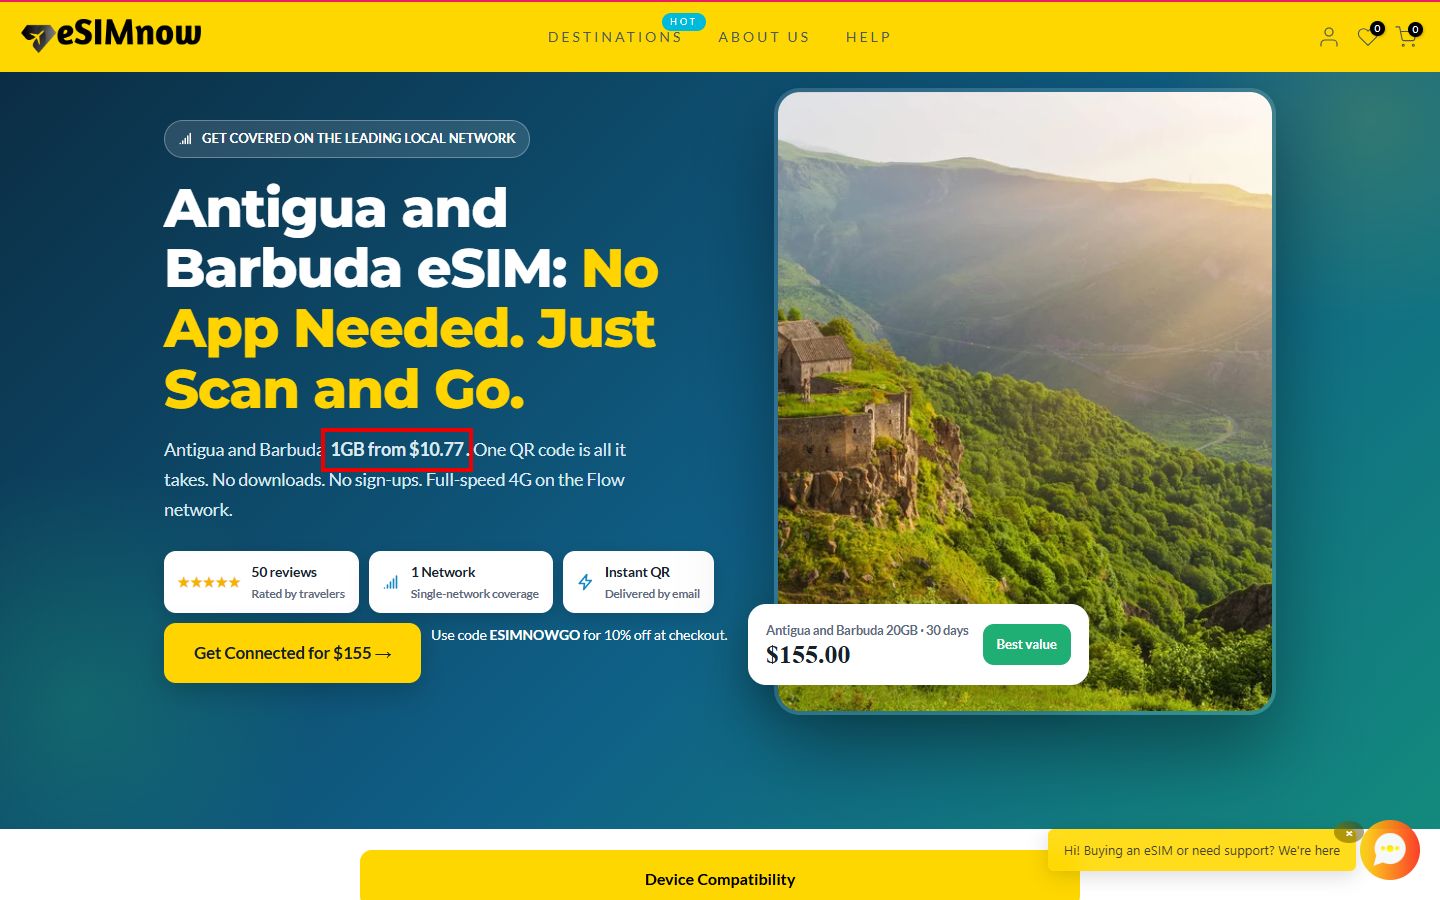 eSIMnow
HOT
DESTINATIONS
ABOUT US
HELP
0
0
GET COVERED ON THE LEADING LOCAL NETWORK
Antigua and
Barbuda eSIM: No
App Needed. Just
Scan and Go.
Antigua and Barbuda 1GB from $10.77. One QR code is all it
takes. No downloads. No sign-ups. Full-speed 4G on the Flow
network.
50 reviews
Rated by travelers
1 Network
Single-network coverage
Instant QR
Delivered by email
Get Connected for $155 →
Use code ESIMNOWGO for 10% off at checkout.
Antigua and Barbuda 20GB · 30 days
$155.00
Best value
Hi! Buying an eSIM or need support? We're here
Device Compatibility